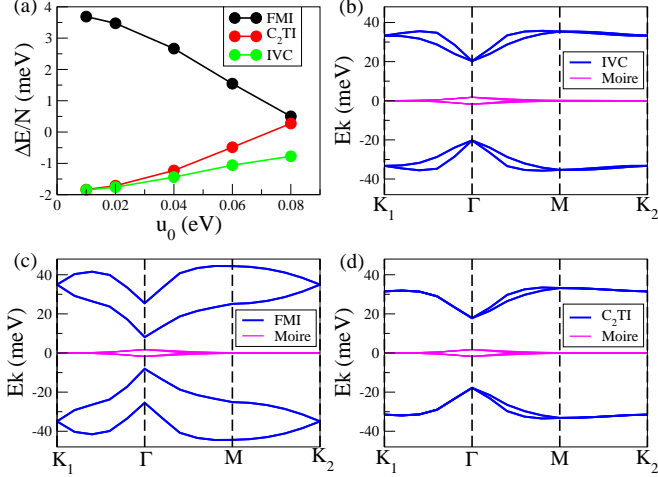 (a)
ΔE/N (meV)
4
3
2
1
0
-1
-2
0
0.02
0.04
0.06
0.08
u₀ (eV)
FMI
C₂TI
IVC
(b)
Ek (meV)
40
20
0
-20
-40
K₁
Γ
M
K₂
IVC
Moire
(c)
Ek (meV)
40
20
0
-20
-40
K₁
Γ
M
K₂
FMI
Moire
(d)
Ek (meV)
40
20
0
-20
-40
K₁
Γ
M
K₂
C₂TI
Moire